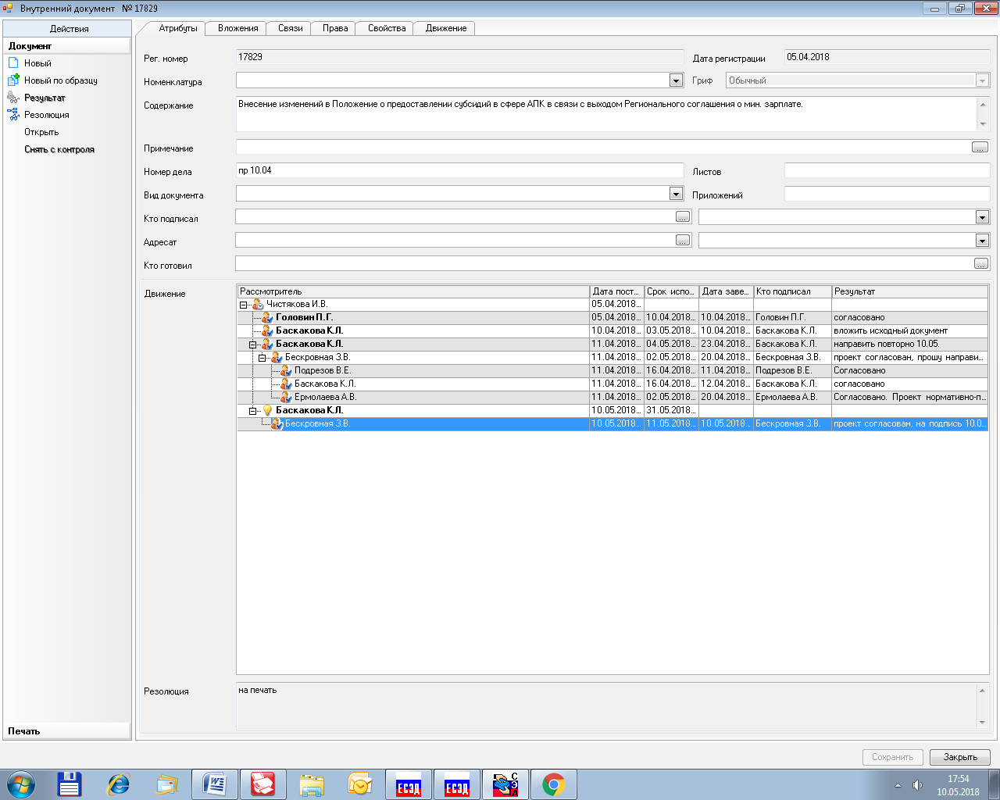 Внутренний документ № 17829
Действия
Документ
Новый
Новый по образцу
Результат
Резолюция
Открыть
Снять с контроля
Печать
Атрибуты Вложения Связи Права Свойства Движение
Рег. номер 17829 Дата регистрации 05.04.2018
Номенклатура Гриф Обычный
Содержание Внесение изменений в Положение о предоставлении субсидий в сфере АПК в связи с выходом Регионального соглашения о мин. зарплате.
Примечание ...
Номер дела пр 10.04 Листов
Вид документа Приложений
Кто подписал ...
Адресат ...
Кто готовил ...
Движение
Рассмотритель Дата пост... Срок испо... Дата заве... Кто подписал Результат
Чистякова И.В. 05.04.2018...
Головин П.Г. 05.04.2018... 10.04.2018... 10.04.2018... Головин П.Г. согласовано
Баскакова К.Л. 10.04.2018... 03.05.2018... 10.04.2018... Баскакова К.Л. вложить исходный документ
Баскакова К.Л. 11.04.2018... 04.05.2018... 23.04.2018... Баскакова К.Л. направить повторно 10.05.
Бескровная З.В. 11.04.2018... 02.05.2018... 20.04.2018... Бескровная З.В. проект согласован, прошу направи...
Подрезов В.Е. 11.04.2018... 16.04.2018... 11.04.2018... Подрезов В.Е. Согласовано
Баскакова К.Л. 11.04.2018... 16.04.2018... 12.04.2018... Баскакова К.Л. согласовано
Ермолаева А.В. 11.04.2018... 02.05.2018... 20.04.2018... Ермолаева А.В. Согласовано. Проект нормативно-п...
Баскакова К.Л. 10.05.2018... 31.05.2018...
Бескровная З.В. 10.05.2018... 11.05.2018... 10.05.2018... Бескровная З.В. проект согласован, на подпись 10.0...
Резолюция на печать
Сохранить Закрыть
ЕСЭД ЕСЭД СЭД
17:54
10.05.2018